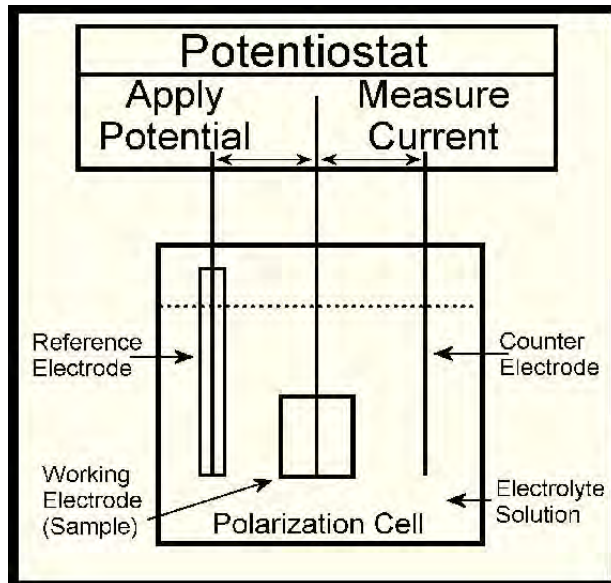 Potentiostat
Apply
Potential
Measure
Current
Reference
Electrode
Counter
Electrode
Working
Electrode
(Sample)
Electrolyte
Solution
Polarization Cell